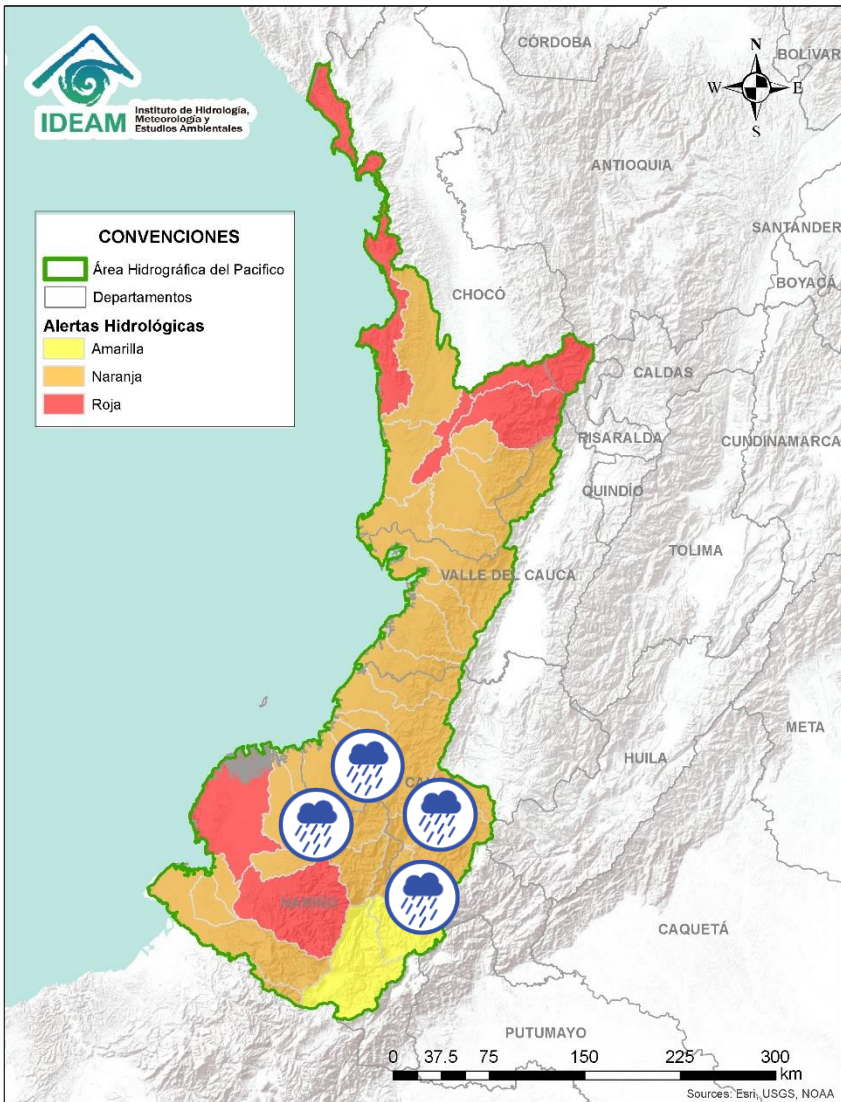 IDEAM
Instituto de Hidrología,
Meteorología y
Estudios Ambientales
CÓRDOBA
BOLÍVAR
N
W
E
S
ANTIOQUIA
SANTANDER
BOYACÁ
CONVENCIONES
Área Hidrográfica del Pacifico
Departamentos
Alertas Hidrológicas
Amarilla
Naranja
Roja
CHOCÓ
CALDAS
RISARALDA
CUNDINAMARCA
QUINDÍO
TOLIMA
VALLE DEL CAUCA
META
HUILA
NARIÑO
CAQUETÁ
PUTUMAYO
0 37.5 75 150 225 300
km
Sources: Esri, USGS, NOAA